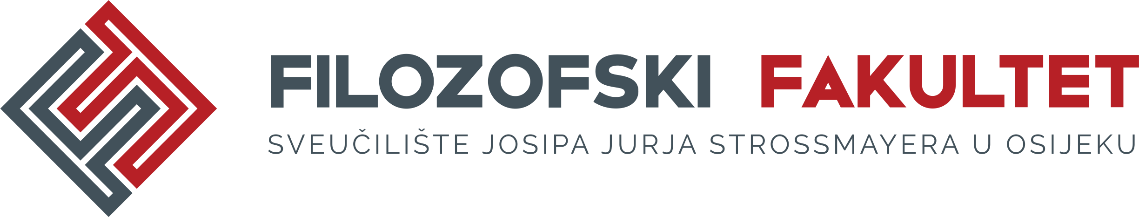 FILOZOFSKI FAKULTET
SVEUČILIŠTE JOSIPA JURJA STROSSMAYERA U OSIJEKU